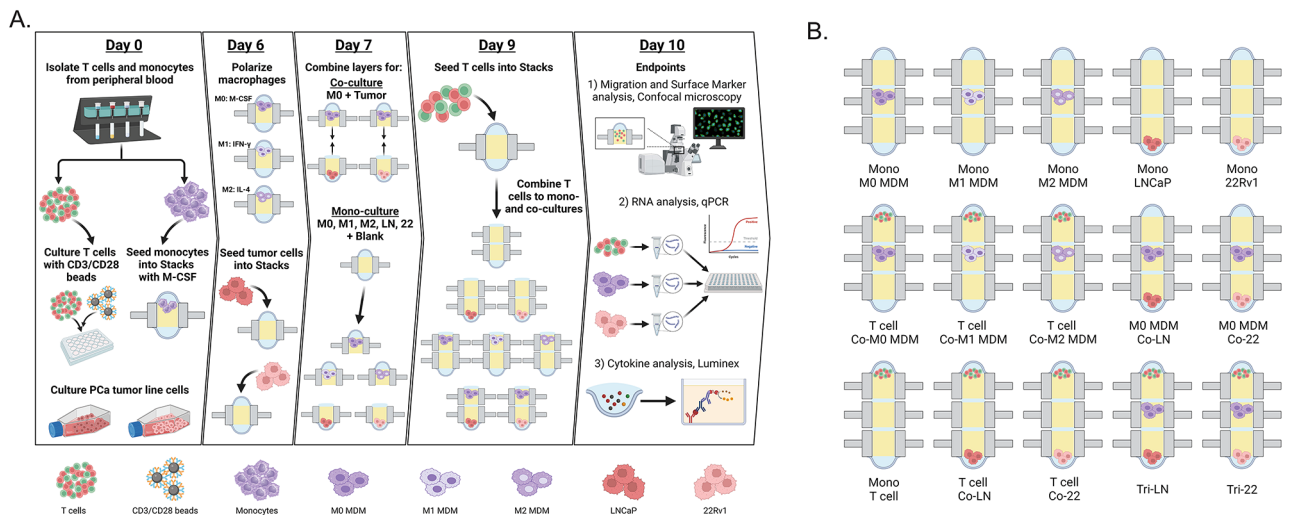 A.
Day 0
Isolate T cells and monocytes
from peripheral blood
Culture T cells
with CD3/CD28
beads
Seed monocytes
into Stacks
with M-CSF
Culture PCa tumor line cells
Day 6
Polarize
macrophages
M0: M-CSF
M1: IFN-γ
M2: IL-4
Seed tumor cells
into Stacks
Day 7
Combine layers for:
Co-culture
M0 + Tumor
Mono-culture
M0, M1, M2, LN, 22
+ Blank
Day 9
Seed T cells into Stacks
Combine T
cells to mono-
and co-cultures
Day 10
Endpoints
1) Migration and Surface Marker
analysis, Confocal microscopy
2) RNA analysis, qPCR
Fluorescence
Positive
Threshold
Negative
Cycles
3) Cytokine analysis, Luminex
T cells
CD3/CD28 beads
Monocytes
M0 MDM
M1 MDM
M2 MDM
LNCaP
22Rv1
B.
Mono
M0 MDM
Mono
M1 MDM
Mono
M2 MDM
Mono
LNCaP
Mono
22Rv1
T cell
Co-M0 MDM
T cell
Co-M1 MDM
T cell
Co-M2 MDM
M0 MDM
Co-LN
M0 MDM
Co-22
Mono
T cell
T cell
Co-LN
T cell
Co-22
Tri-LN
Tri-22